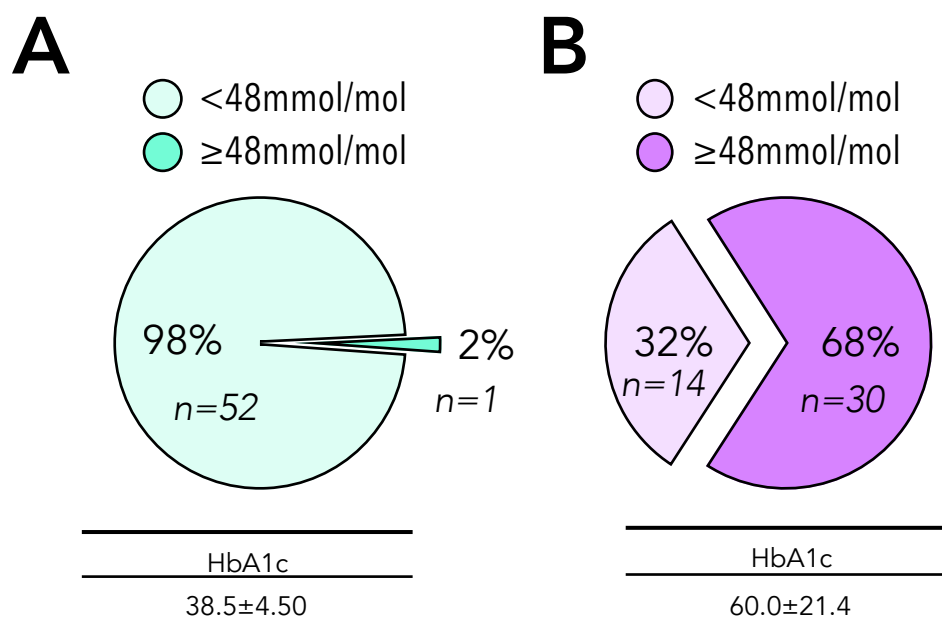 A
<48mmol/mol
≥48mmol/mol
98%
n=52
2%
n=1
HbA1c
38.5±4.50
B
<48mmol/mol
≥48mmol/mol
32%
n=14
68%
n=30
HbA1c
60.0±21.4